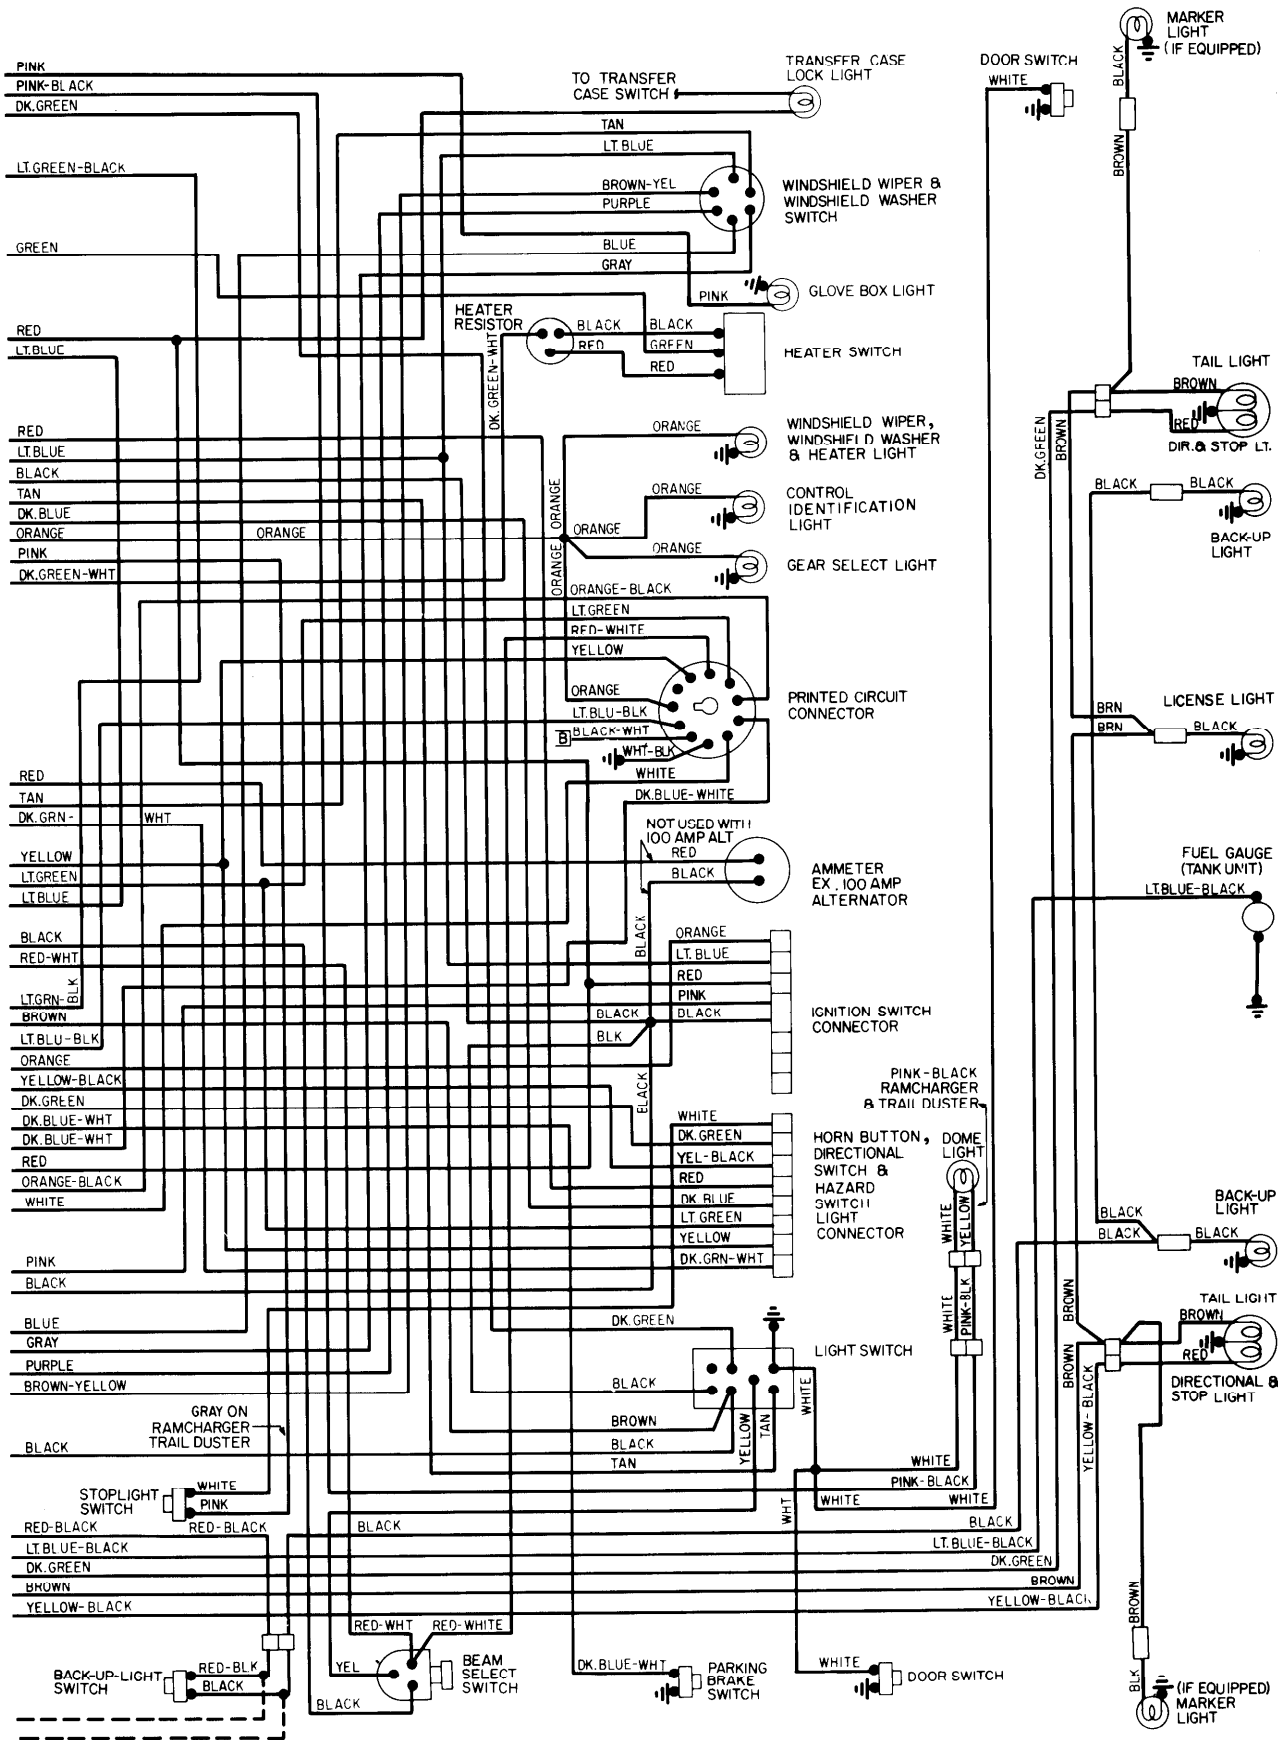 MARKER
LIGHT
(IF EQUIPPED)
BLACK
BROWN
PINK
PINK-BLACK
DK.GREEN
LT.GREEN-BLACK
GREEN
RED
LT.BLUE
RED
LT.BLUE
BLACK
TAN
DK.BLUE
ORANGE
ORANGE
PINK
DK.GREEN-WHT
TO TRANSFER
CASE SWITCH
TRANSFER CASE
LOCK LIGHT
DOOR SWITCH
WHITE
TAN
LT.BLUE
BROWN-YEL
PURPLE
BLUE
GRAY
WINDSHIELD WIPER &
WINDSHIELD WASHER
SWITCH
PINK
GLOVE BOX LIGHT
HEATER
RESISTOR
BLACK
BLACK
RED
GREEN
RED
HEATER SWITCH
DK. GREEN-WHT
ORANGE
WINDSHIELD WIPER,
WINDSHIELD WASHER
& HEATER LIGHT
ORANGE
CONTROL
IDENTIFICATION
LIGHT
ORANGE
ORANGE
ORANGE
ORANGE
GEAR SELECT LIGHT
TAIL LIGHT
BROWN
RED
DIR.& STOP LT.
DK.GREEN
BROWN
BLACK
BLACK
BACK-UP
LIGHT
ORANGE-BLACK
LT.GREEN
RED-WHITE
YELLOW
ORANGE
LT.BLU-BLK
B
BLACK-WHT
WHT-BLK
WHITE
DK.BLUE-WHITE
PRINTED CIRCUIT
CONNECTOR
LICENSE LIGHT
BRN
BRN
BLACK
RED
TAN
DK.GRN-
WHT
YELLOW
LT.GREEN
LT.BLUE
BLACK
RED-WHT
LT.GRN-
BLK
BROWN
LT.BLU-BLK
ORANGE
YELLOW-BLACK
DK.GREEN
DK.BLUE-WHT
DK.BLUE-WHT
RED
ORANGE-BLACK
WHITE
PINK
BLACK
BLUE
GRAY
PURPLE
BROWN-YELLOW
NOT USED WITH
100 AMP ALT
RED
BLACK
BLACK
AMMETER
EX. 100 AMP
ALTERNATOR
FUEL GAUGE
(TANK UNIT)
LT.BLUE-BLACK
ORANGE
LT. BLUE
RED
PINK
BLACK
BLACK
BLK
BLACK
IGNITION SWITCH
CONNECTOR
PINK-BLACK
RAMCHARGER
& TRAIL DUSTER
WHITE
DK.GREEN
YEL-BLACK
RED
DK BLUE
LT GREEN
YELLOW
DK.GRN-WHT
HORN BUTTON,
DIRECTIONAL
SWITCH &
HAZARD
SWITCH
LIGHT
CONNECTOR
DOME
LIGHT
WHITE
YELLOW
WHITE
PINK-BLK
BACK-UP
LIGHT
BLACK
BLACK
BLACK
TAIL LIGHT
BROWN
RED
DIRECTIONAL &
STOP LIGHT
BROWN
BROWN
YELLOW-BLACK
DK.GREEN
LIGHT SWITCH
BLACK
WHITE
BROWN
BLACK
TAN
YELLOW
TAN
GRAY ON
RAMCHARGER
TRAIL DUSTER
BLACK
STOPLIGHT
SWITCH
WHITE
PINK
WHITE
PINK-BLACK
WHITE
WHITE
WHT
RED-BLACK
RED-BLACK
BLACK
BLACK
LT.BLUE-BLACK
LT.BLUE-BLACK
DK.GREEN
DK.GREEN
BROWN
BROWN
YELLOW-BLACK
YELLOW-BLACK
RED-WHT
RED-WHITE
BACK-UP-LIGHT
SWITCH
RED-BLK
BLACK
YEL
BLACK
BEAM
SELECT
SWITCH
DK.BLUE-WHT
PARKING
BRAKE
SWITCH
WHITE
DOOR SWITCH
BROWN
BLK
(IF EQUIPPED)
MARKER
LIGHT